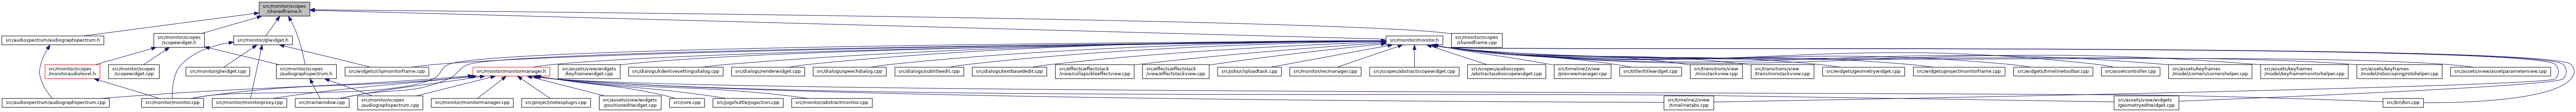 src/monitor/scopes
/sharedframe.h
src/audiospectrum/audiographspectrum.h
src/monitor/scopes
/scopewidget.h
src/monitor/glwidget.h
src/monitor/monitor.h
src/monitor/scopes
/sharedframe.cpp
src/monitor/scopes
/monitoraudiolevel.h
src/monitor/scopes
/scopewidget.cpp
src/monitor/glwidget.cpp
src/monitor/scopes
/audiographspectrum.h
src/widgets/clipmonitorframe.cpp
src/monitor/monitormanager.h
src/assets/view/widgets
/keyframewidget.cpp
src/dialogs/kdenlivesettingsdialog.cpp
src/dialogs/renderwidget.cpp
src/dialogs/speechdialog.cpp
src/dialogs/subtitleedit.cpp
src/dialogs/textbasededit.cpp
src/effects/effectstack
/view/collapsibleeffectview.cpp
src/effects/effectstack
/view/effectstackview.cpp
src/jobs/cliploadtask.cpp
src/monitor/recmanager.cpp
src/scopes/abstractscopewidget.cpp
src/scopes/audioscopes
/abstractaudioscopewidget.cpp
src/timeline2/view
/previewmanager.cpp
src/titler/titlewidget.cpp
src/transitions/view
/mixstackview.cpp
src/transitions/view
/transitionstackview.cpp
src/widgets/geometrywidget.cpp
src/widgets/projectmonitorframe.cpp
src/widgets/timelinetoolbar.cpp
src/assetcontroller.cpp
src/assets/keyframes
/model/corners/cornershelper.cpp
src/assets/keyframes
/model/keyframemonitorhelper.cpp
src/assets/keyframes
/model/rotoscoping/rotohelper.cpp
src/assets/view/assetparameterview.cpp
src/audiospectrum/audiographspectrum.cpp
src/monitor/monitor.cpp
src/monitor/monitorproxy.cpp
src/mainwindow.cpp
src/monitor/scopes
/audiographspectrum.cpp
src/monitor/monitormanager.cpp
src/project/notesplugin.cpp
src/assets/view/widgets
/positioneditwidget.cpp
src/core.cpp
src/jogshuttle/jogaction.cpp
src/monitor/abstractmonitor.cpp
src/timeline2/view
/timelinetabs.cpp
src/assets/view/widgets
/geometryeditwidget.cpp
src/bin/bin.cpp